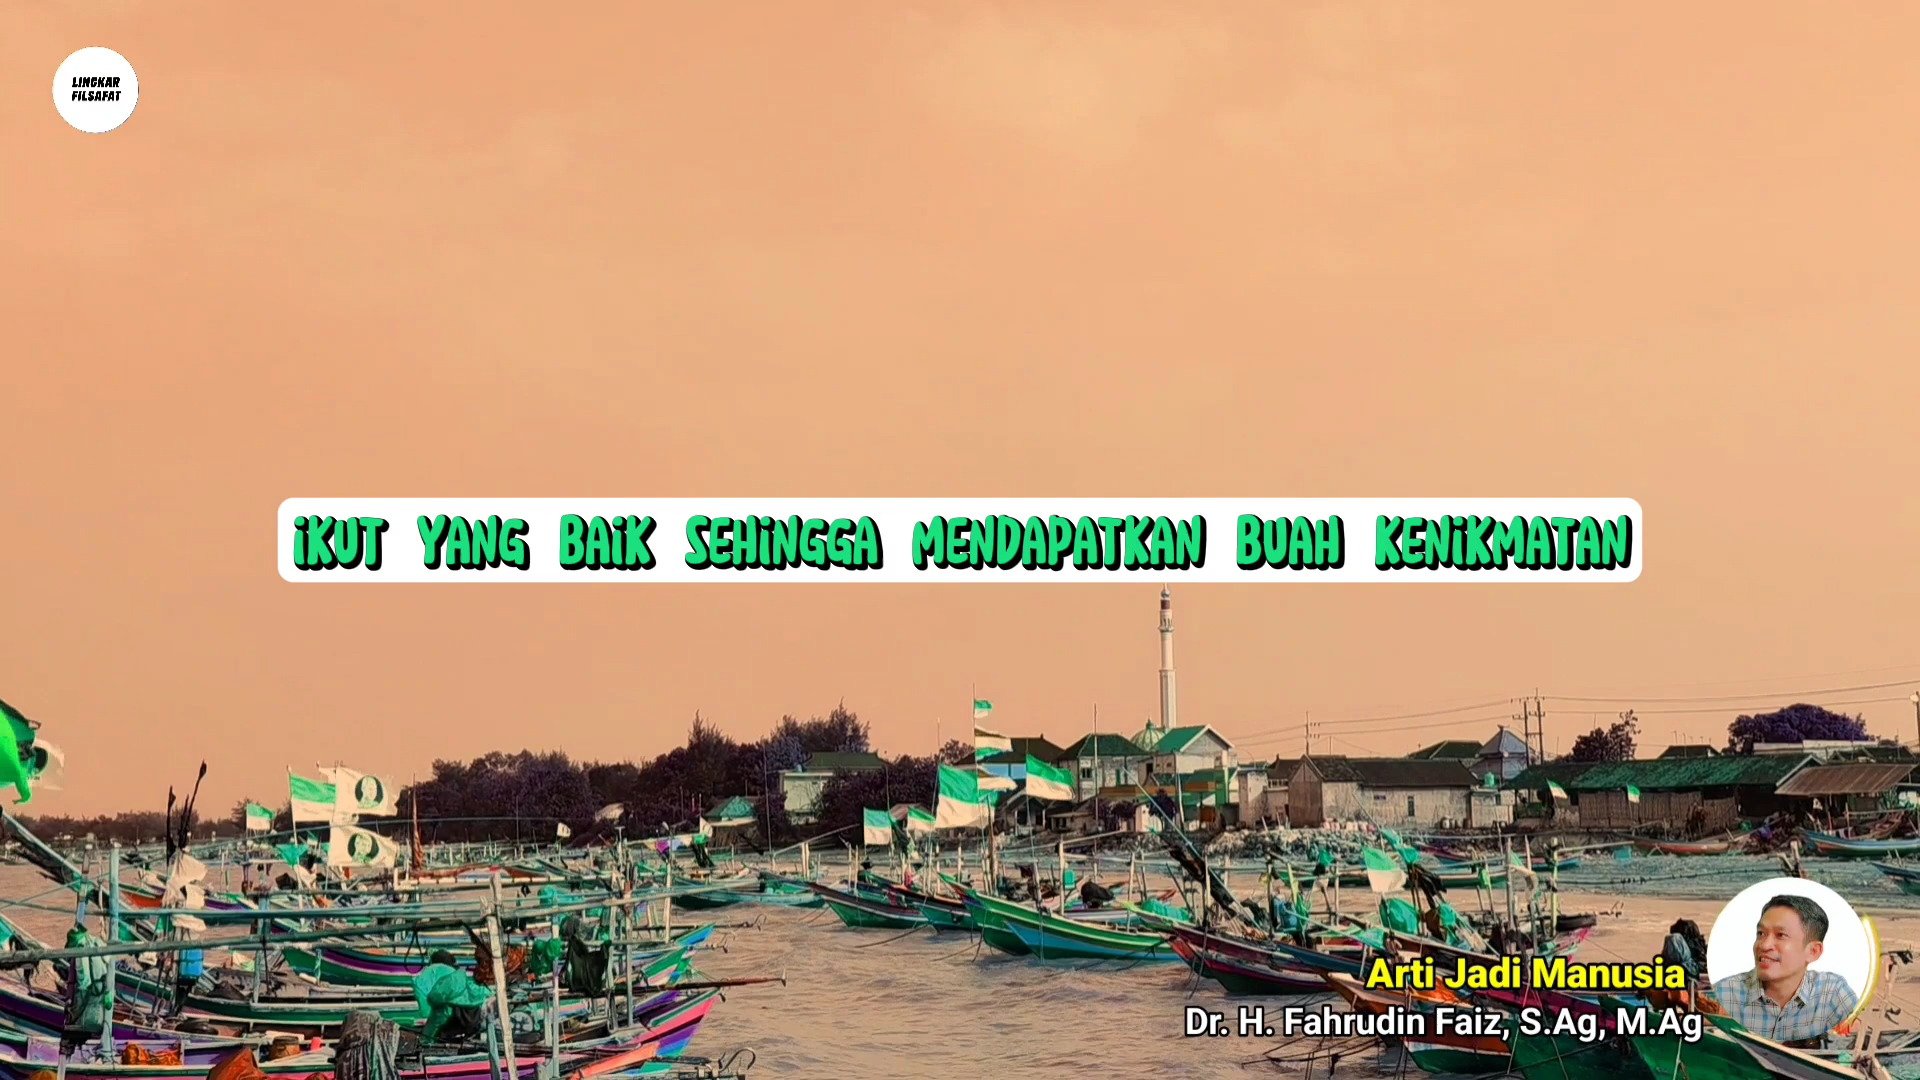 LINGKAR
FILSAFAT
iKUT YANG BAiK SEHiNGGA MENDAPATKAN BUAH KENiKMATAN
Arti Jadi Manusia
Dr. H. Fahrudin Faiz, S.Ag, M.Ag